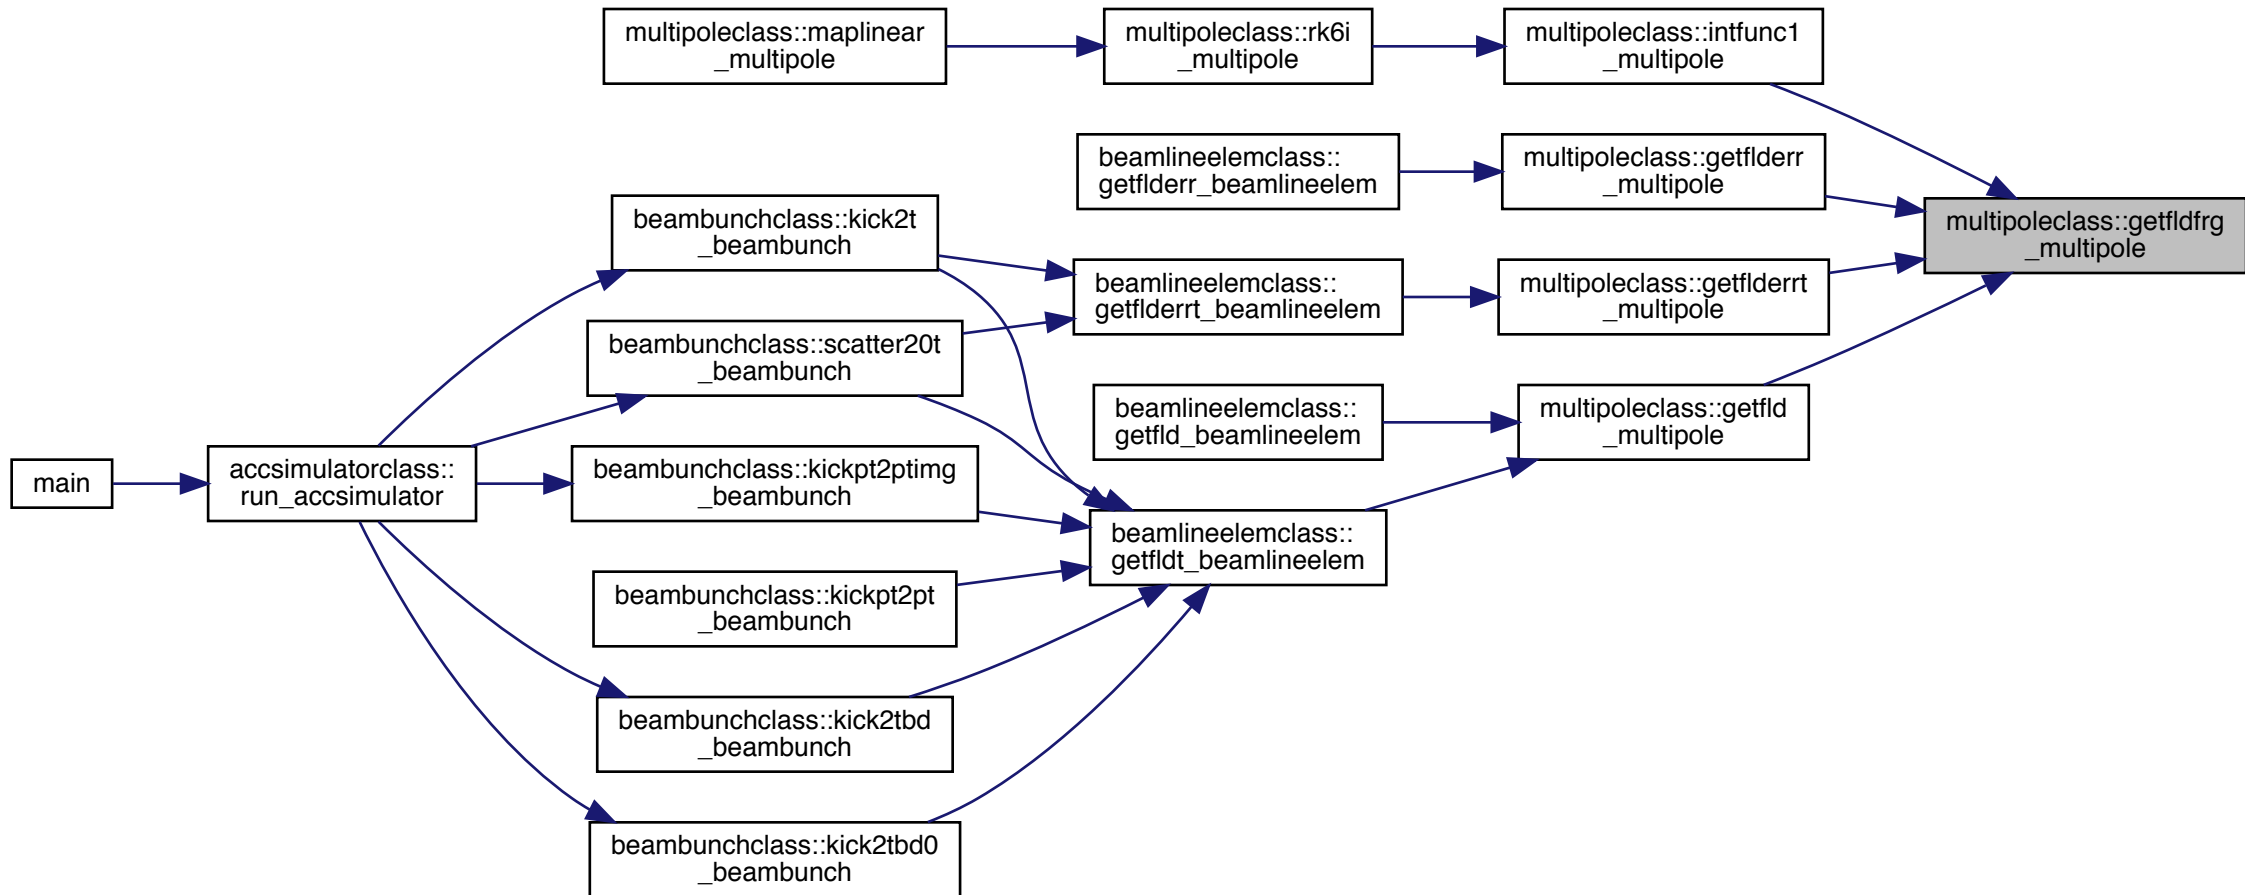 multipoleclass::maplinear
_multipole
multipoleclass::rk6i
_multipole
multipoleclass::intfunc1
_multipole
beamlineelemclass::
getflderr_beamlineelem
multipoleclass::getflderr
_multipole
beambunchclass::kick2t
_beambunch
multipoleclass::getfldfrg
_multipole
beamlineelemclass::
getflderrt_beamlineelem
multipoleclass::getflderrt
_multipole
beambunchclass::scatter20t
_beambunch
beamlineelemclass::
getfld_beamlineelem
multipoleclass::getfld
_multipole
main
accsimulatorclass::
run_accsimulator
beambunchclass::kickpt2ptimg
_beambunch
beamlineelemclass::
getfldt_beamlineelem
beambunchclass::kickpt2pt
_beambunch
beambunchclass::kick2tbd
_beambunch
beambunchclass::kick2tbd0
_beambunch